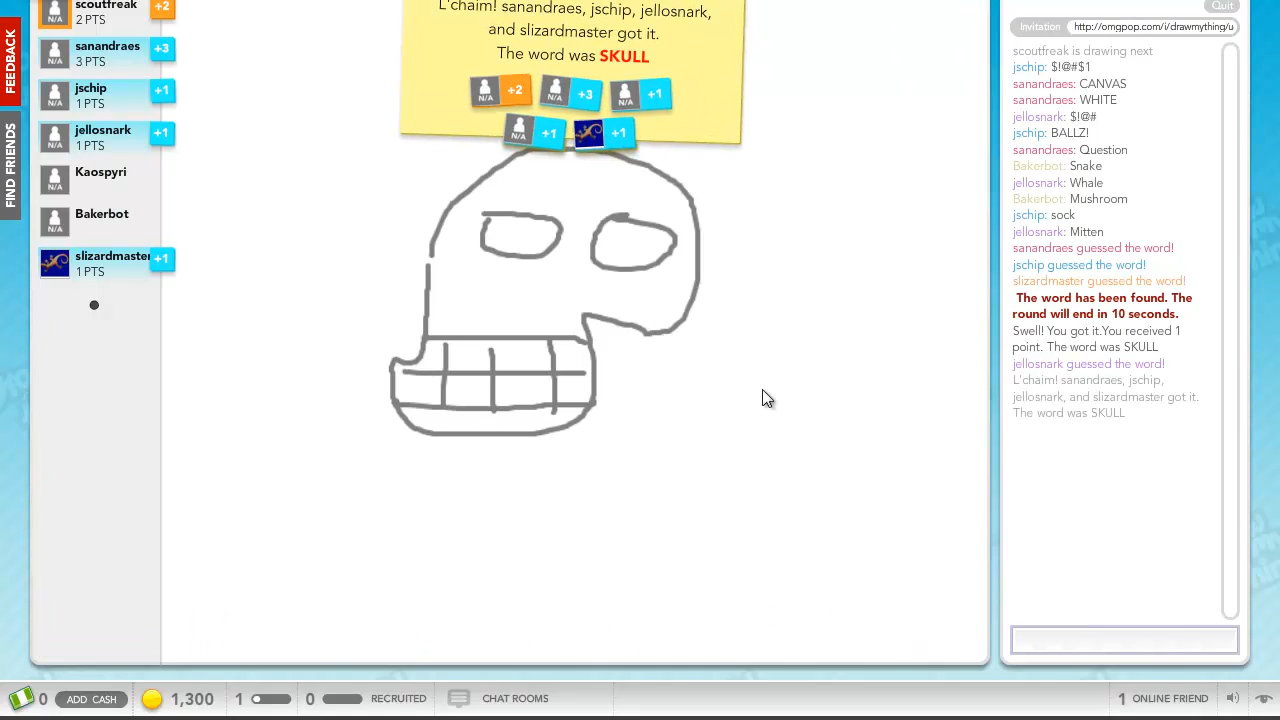 FEEDBACK
FIND FRIENDS
scoutfreak
2 PTS
+2
sanandraes
3 PTS
+3
jschip
1 PTS
+1
jellosnark
1 PTS
+1
Kaospyri
Bakerbot
slizardmaster
1 PTS
+1
N/A
N/A
N/A
N/A
N/A
N/A
L'chaim! sanandraes, jschip, jellosnark,
and slizardmaster got it.
The word was SKULL
N/A +2 N/A +3 N/A +1
N/A +1 +1
Quit
Invitation http://omgpop.com/i/drawmything/u
scoutfreak is drawing next
jschip: $!@#$1
sanandraes: CANVAS
sanandraes: WHITE
jellosnark: $!@#
jschip: BALLZ!
sanandraes: Question
Bakerbot: Snake
jellosnark: Whale
Bakerbot: Mushroom
jschip: sock
jellosnark: Mitten
sanandraes guessed the word!
jschip guessed the word!
slizardmaster guessed the word!
The word has been found. The
round will end in 10 seconds.
Swell! You got it.You received 1
point. The word was SKULL
jellosnark guessed the word!
L'chaim! sanandraes, jschip,
jellosnark, and slizardmaster got it.
The word was SKULL
0 ADD CASH 1,300 1 0 RECRUITED CHAT ROOMS 1 ONLINE FRIEND